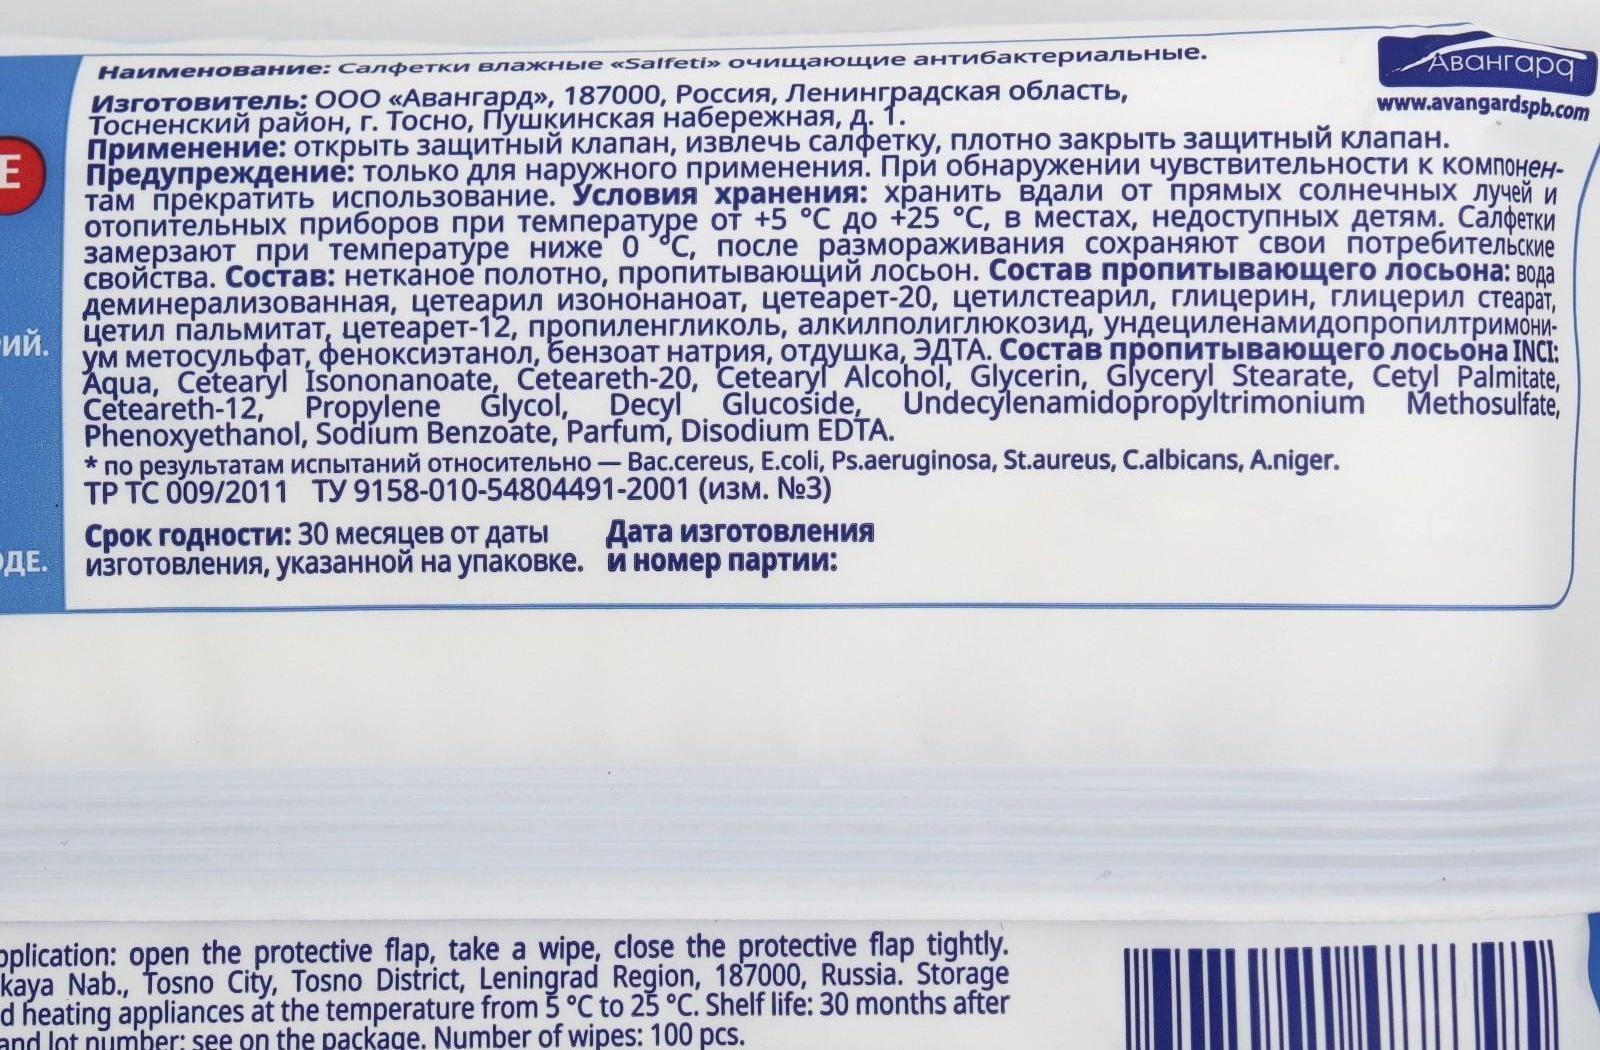 Наименование: Салфетки влажные «Salfeti» очищающие антибактериальные.
Авангард
www.avangardspb.com
Изготовитель: ООО «Авангард», 187000, Россия, Ленинградская область,
Тосненский район, г. Тосно, Пушкинская набережная, д. 1.
Применение: открыть защитный клапан, извлечь салфетку, плотно закрыть защитный клапан.
Предупреждение: только для наружного применения. При обнаружении чувствительности к компонен-
там прекратить использование. Условия хранения: хранить вдали от прямых солнечных лучей и
отопительных приборов при температуре от +5 °С до +25 °С, в местах, недоступных детям. Салфетки
замерзают при температуре ниже 0 °С, после размораживания сохраняют свои потребительские
свойства. Состав: нетканое полотно, пропитывающий лосьон. Состав пропитывающего лосьона: вода
деминерализованная, цетеарил изононаноат, цетеарет-20, цетилстеарил, глицерин, глицерил стеарат,
цетил пальмитат, цетеарет-12, пропиленгликоль, алкилполиглюкозид, ундециленамидопропилтримони-
ум метосульфат, феноксиэтанол, бензоат натрия, отдушка, ЭДТА. Состав пропитывающего лосьона INCI:
Aqua, Cetearyl Isononanoate, Ceteareth-20, Cetearyl Alcohol, Glycerin, Glyceryl Stearate, Cetyl Palmitate,
Ceteareth-12, Propylene Glycol, Decyl Glucoside, Undecylenamidopropyltrimonium Methosulfate,
Phenoxyethanol, Sodium Benzoate, Parfum, Disodium EDTA.
* по результатам испытаний относительно — Bac.cereus, E.coli, Ps.aeruginosa, St.aureus, C.albicans, A.niger.
ТР ТС 009/2011 ТУ 9158-010-54804491-2001 (изм. №3)
Срок годности: 30 месяцев от даты
изготовления, указанной на упаковке.
Дата изготовления
и номер партии:
Е
ИЙ.
ОДЕ.
pplication: open the protective flap, take a wipe, close the protective flap tightly.
kaya Nab., Tosno City, Tosno District, Leningrad Region, 187000, Russia. Storage
d heating appliances at the temperature from 5 °C to 25 °C. Shelf life: 30 months after
and lot number: see on the package. Number of wipes: 100 pcs.